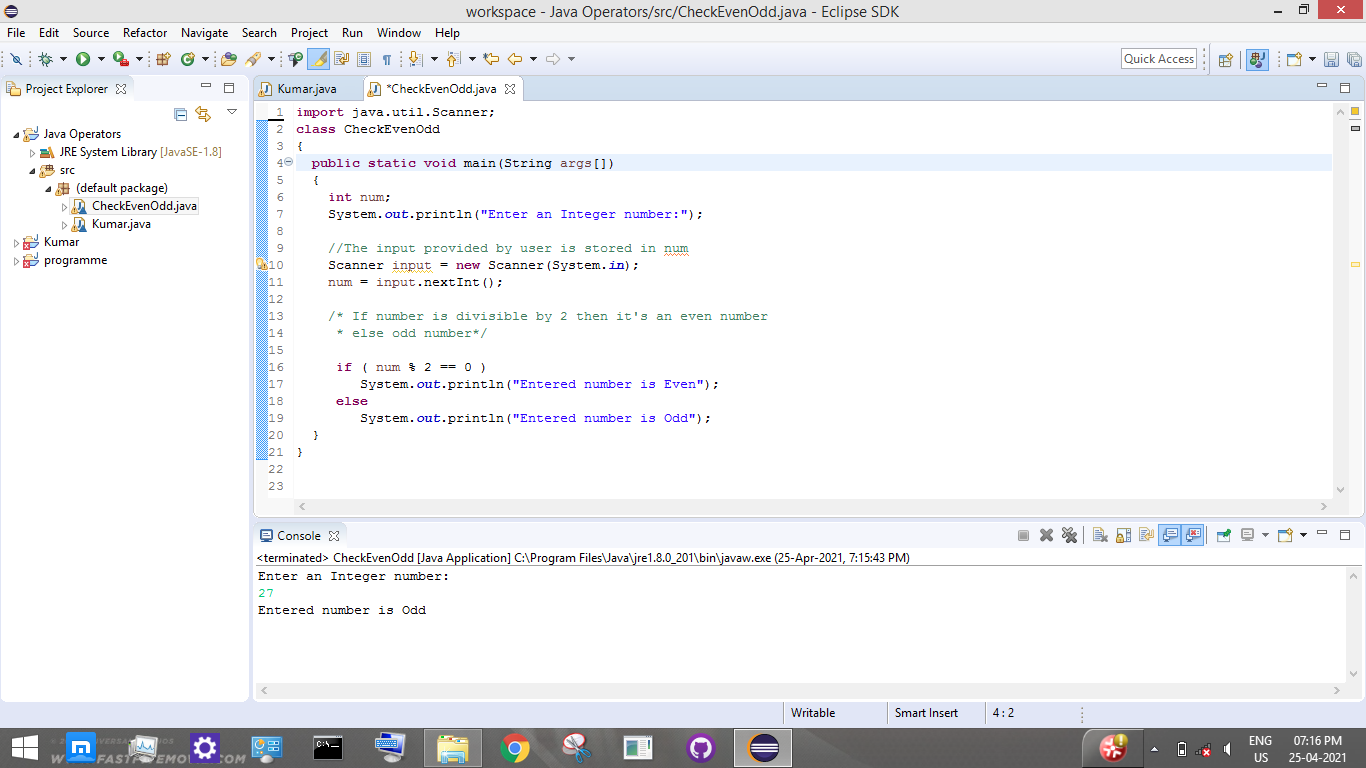 workspace - Java Operators/src/CheckEvenOdd.java - Eclipse SDK
File Edit Source Refactor Navigate Search Project Run Window Help
Quick Access
Project Explorer
Kumar.java
*CheckEvenOdd.java
Java Operators
JRE System Library [JavaSE-1.8]
src
(default package)
CheckEvenOdd.java
Kumar.java
Kumar
programme
1 import java.util.Scanner;
2 class CheckEvenOdd
3 {
4 public static void main(String args[])
5 {
6 int num;
7 System.out.println("Enter an Integer number:");
8
9 //The input provided by user is stored in num
10 Scanner input = new Scanner(System.in);
11 num = input.nextInt();
12
13 /* If number is divisible by 2 then it's an even number
14 * else odd number*/
15
16 if ( num % 2 == 0 )
17 System.out.println("Entered number is Even");
18 else
19 System.out.println("Entered number is Odd");
20 }
21 }
22
23
Console
<terminated> CheckEvenOdd [Java Application] C:\Program Files\Java\jre1.8.0_201\bin\javaw.exe (25-Apr-2021, 7:15:43 PM)
Enter an Integer number:
27
Entered number is Odd
Writable Smart Insert 4 : 2
ENG 07:16 PM
US 25-04-2021